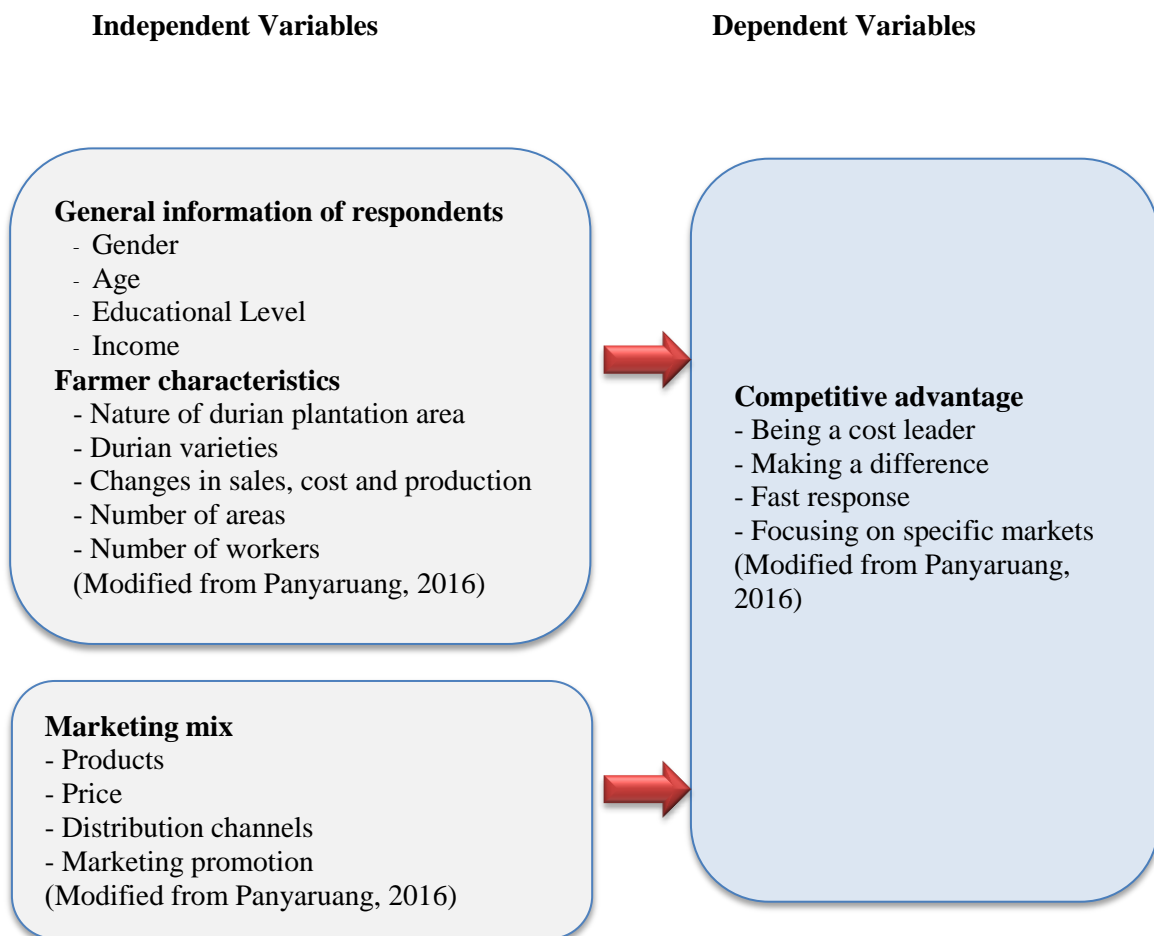 Independent Variables
Dependent Variables
General information of respondents
- Gender
- Age
- Educational Level
- Income
Farmer characteristics
- Nature of durian plantation area
- Durian varieties
- Changes in sales, cost and production
- Number of areas
- Number of workers
(Modified from Panyaruang, 2016)
Marketing mix
- Products
- Price
- Distribution channels
- Marketing promotion
(Modified from Panyaruang, 2016)
Competitive advantage
- Being a cost leader
- Making a difference
- Fast response
- Focusing on specific markets
(Modified from Panyaruang,
2016)